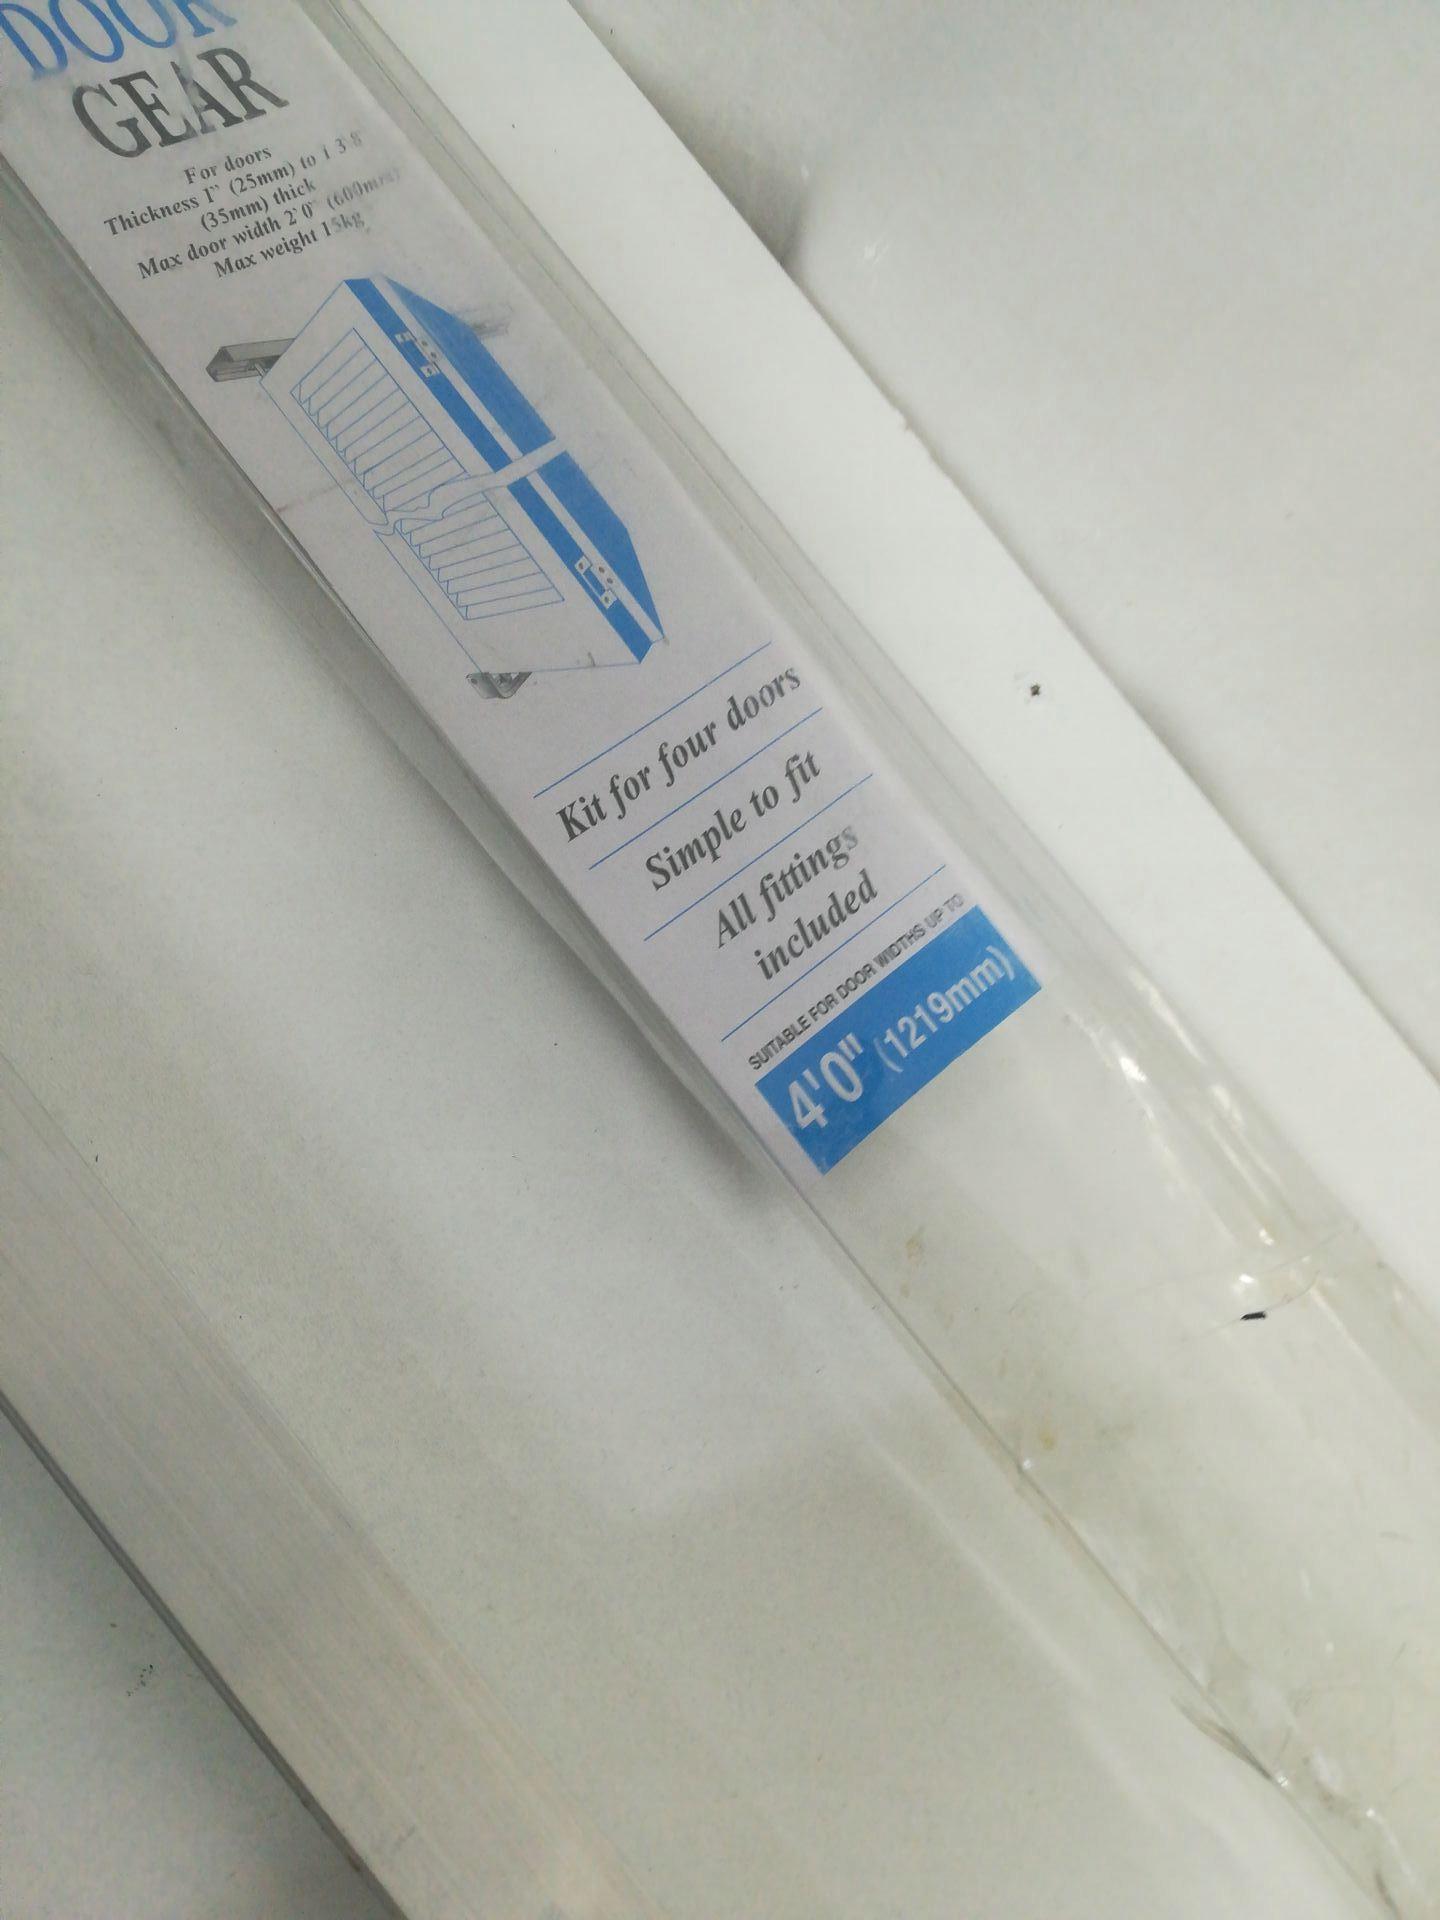 DOOR
GEAR
For doors
Thickness 1" (25mm) to 1 3'8"
(35mm) thick
Max door width 2' 0" (600mm)
Max weight 15kg
Kit for four doors
Simple to fit
All fittings
included
SUITABLE FOR DOOR WIDTHS UP TO
4'0" (1219mm)